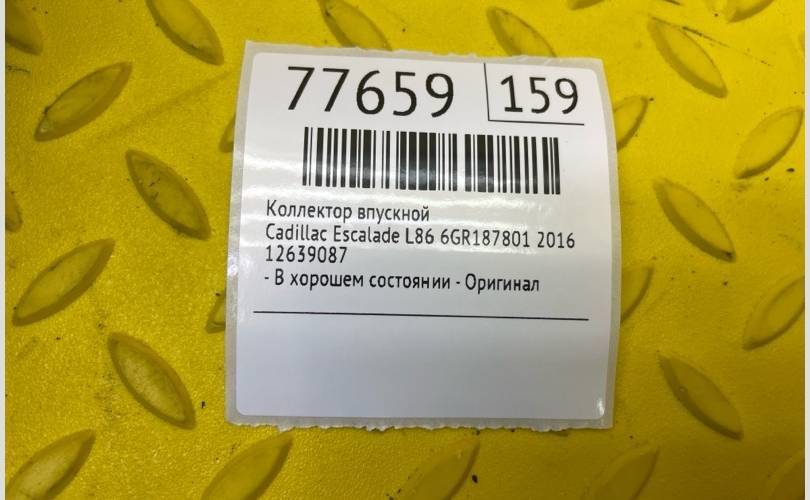 77659 159
Коллектор впускной
Cadillac Escalade L86 6GR187801 2016
12639087
- В хорошем состоянии - Оригинал